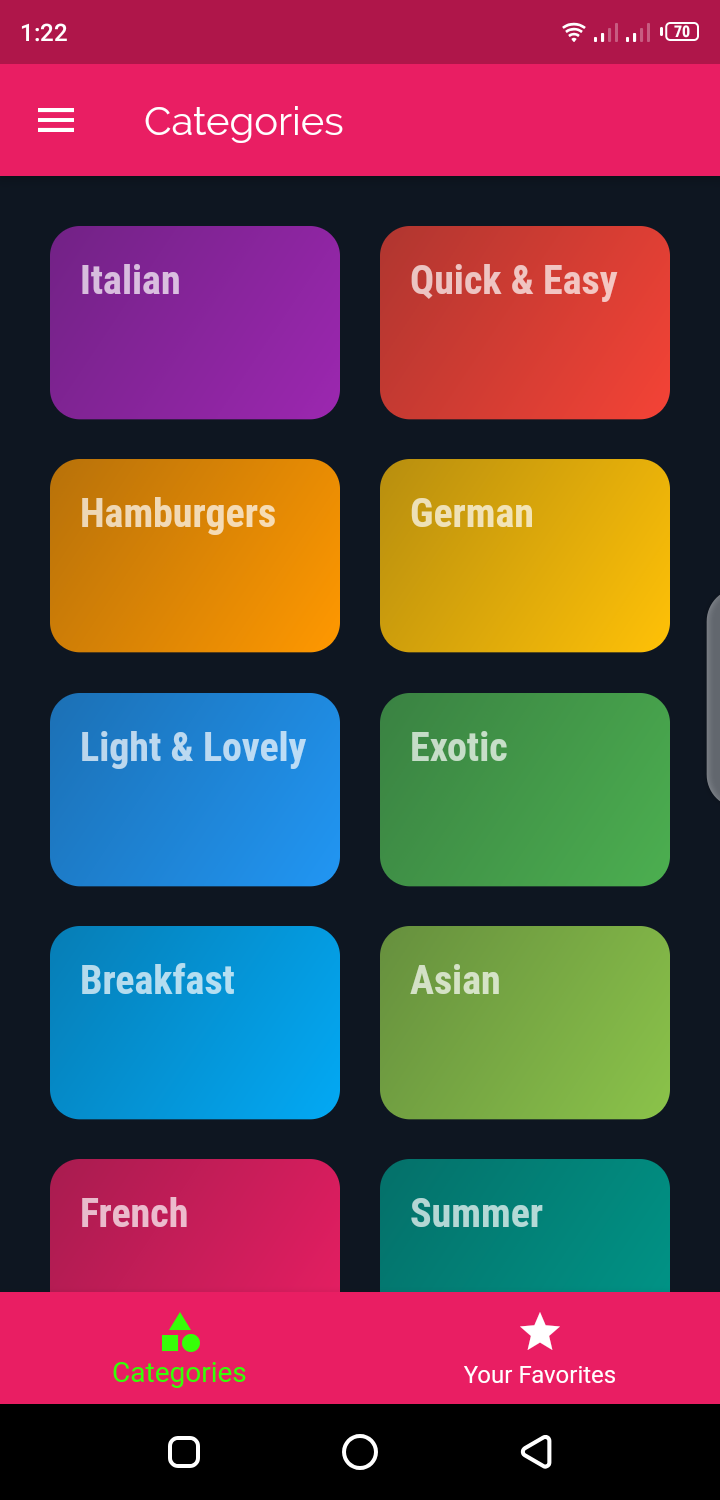 1:22
70
Categories
Italian
Quick & Easy
Hamburgers
German
Light & Lovely
Exotic
Breakfast
Asian
French
Summer
Categories
Your Favorites